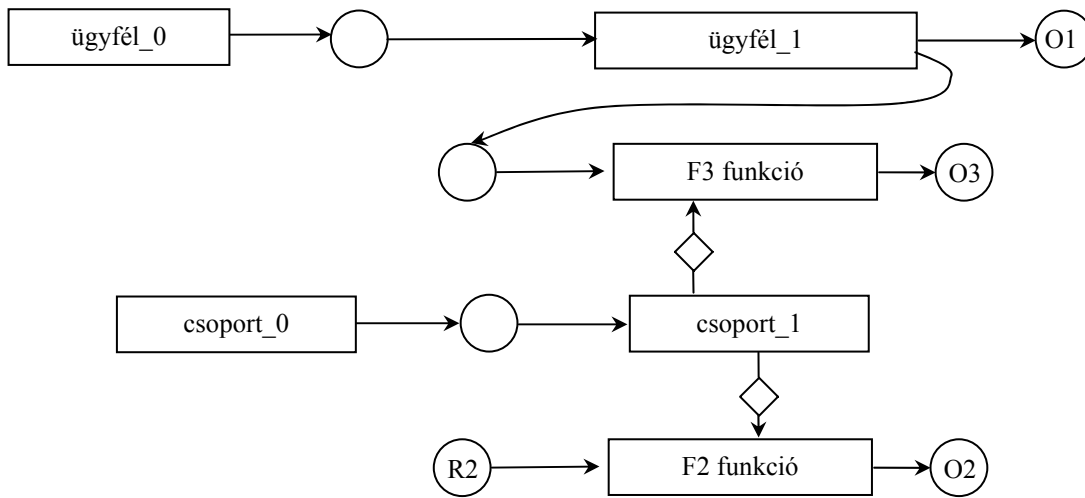 ügyfél_0
ügyfél_1
O1
F3 funkció
O3
csoport_0
csoport_1
R2
F2 funkció
O2